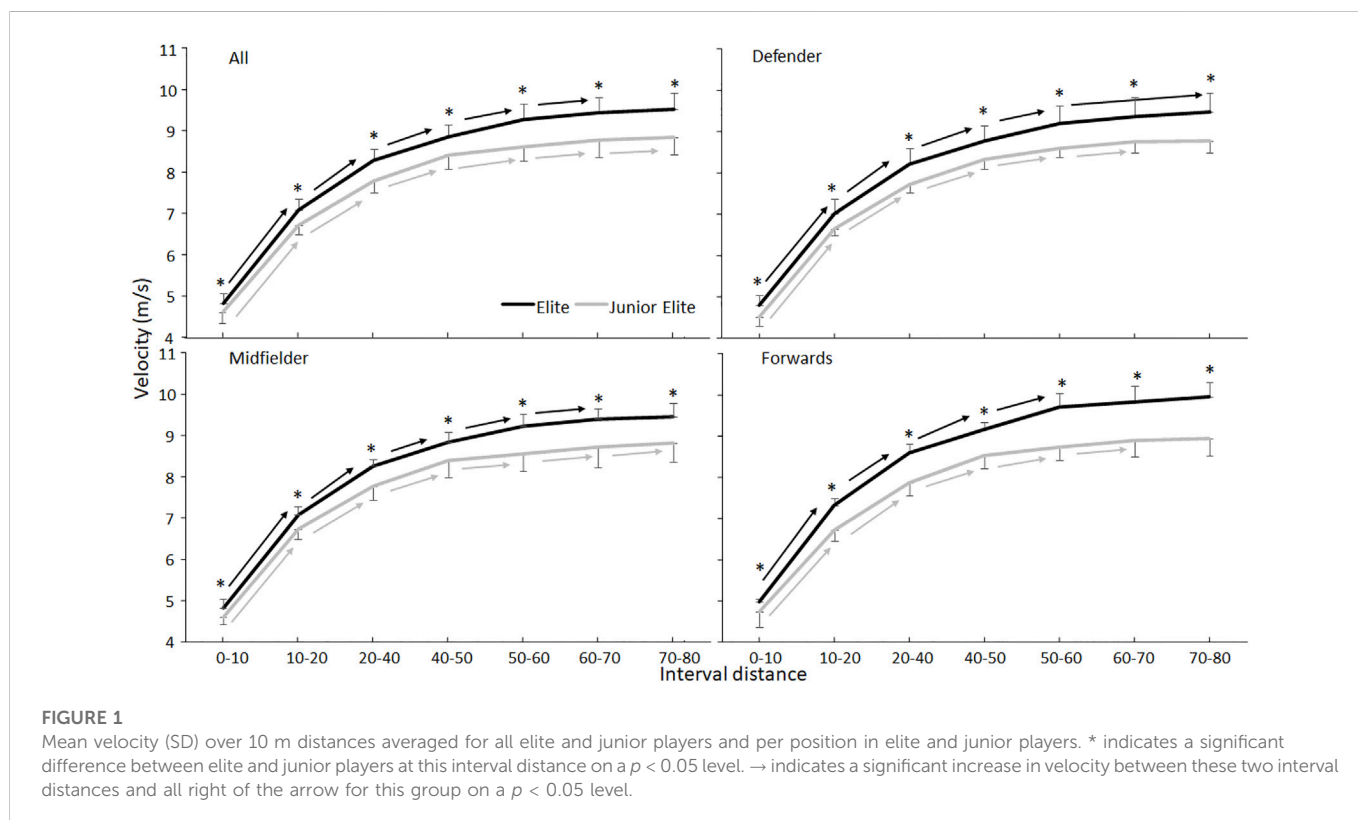 All
Defender
11
10
9
8
7
6
5
4
* * * * * * *
* * * * * * *
Elite Junior Elite
Velocity (m/s)
Midfielder
Forwards
11
10
9
8
7
6
5
4
* * * * * * *
* * * * * * *
0-10 10-20 20-40 40-50 50-60 60-70 70-80
0-10 10-20 20-40 40-50 50-60 60-70 70-80
Interval distance
FIGURE 1
Mean velocity (SD) over 10 m distances averaged for all elite and junior players and per position in elite and junior players. * indicates a significant
difference between elite and junior players at this interval distance on a p < 0.05 level. → indicates a significant increase in velocity between these two interval
distances and all right of the arrow for this group on a p < 0.05 level.